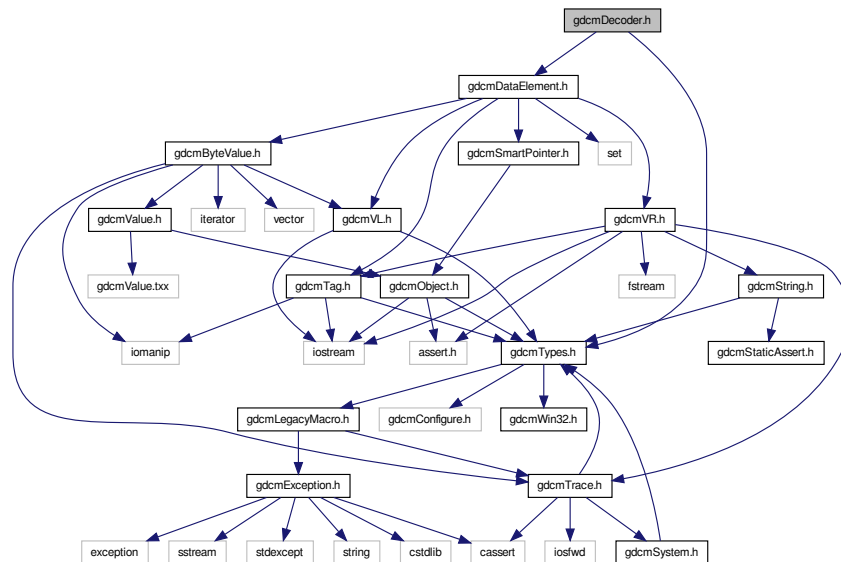 gdcmDecoder.h
gdcmDataElement.h
gdcmByteValue.h
gdcmSmartPointer.h
set
gdcmValue.h
iterator
vector
gdcmVL.h
gdcmVR.h
gdcmValue.txx
gdcmTag.h
gdcmObject.h
fstream
gdcmString.h
iomanip
iostream
assert.h
gdcmTypes.h
gdcmStaticAssert.h
gdcmLegacyMacro.h
gdcmConfigure.h
gdcmWin32.h
gdcmException.h
gdcmTrace.h
exception
sstream
stdexcept
string
cstdlib
cassert
iosfwd
gdcmSystem.h